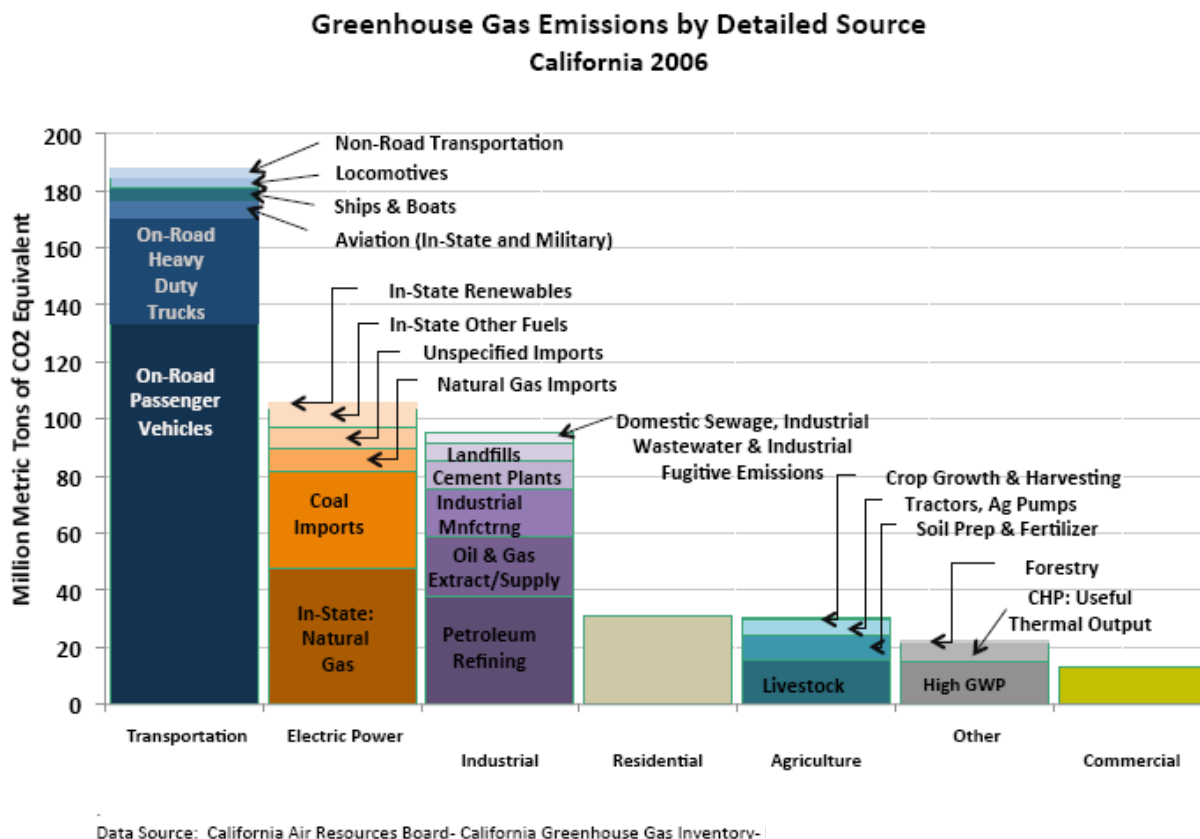 Greenhouse Gas Emissions by Detailed Source
California 2006
Million Metric Tons of CO2 Equivalent
200
180
160
140
120
100
80
60
40
20
0
Non-Road Transportation
Locomotives
Ships & Boats
Aviation (In-State and Military)
On-Road
Heavy
Duty
Trucks
On-Road
Passenger
Vehicles
In-State Renewables
In-State Other Fuels
Unspecified Imports
Natural Gas Imports
Coal
Imports
In-State:
Natural
Gas
Domestic Sewage, Industrial
Wastewater & Industrial
Fugitive Emissions
Landfills
Cement Plants
Industrial
Mnfctrng
Oil & Gas
Extract/Supply
Petroleum
Refining
Crop Growth & Harvesting
Tractors, Ag Pumps
Soil Prep & Fertilizer
Livestock
Forestry
CHP: Useful
Thermal Output
High GWP
Transportation
Electric Power
Industrial
Residential
Agriculture
Other
Commercial
Data Source: California Air Resources Board- California Greenhouse Gas Inventory-